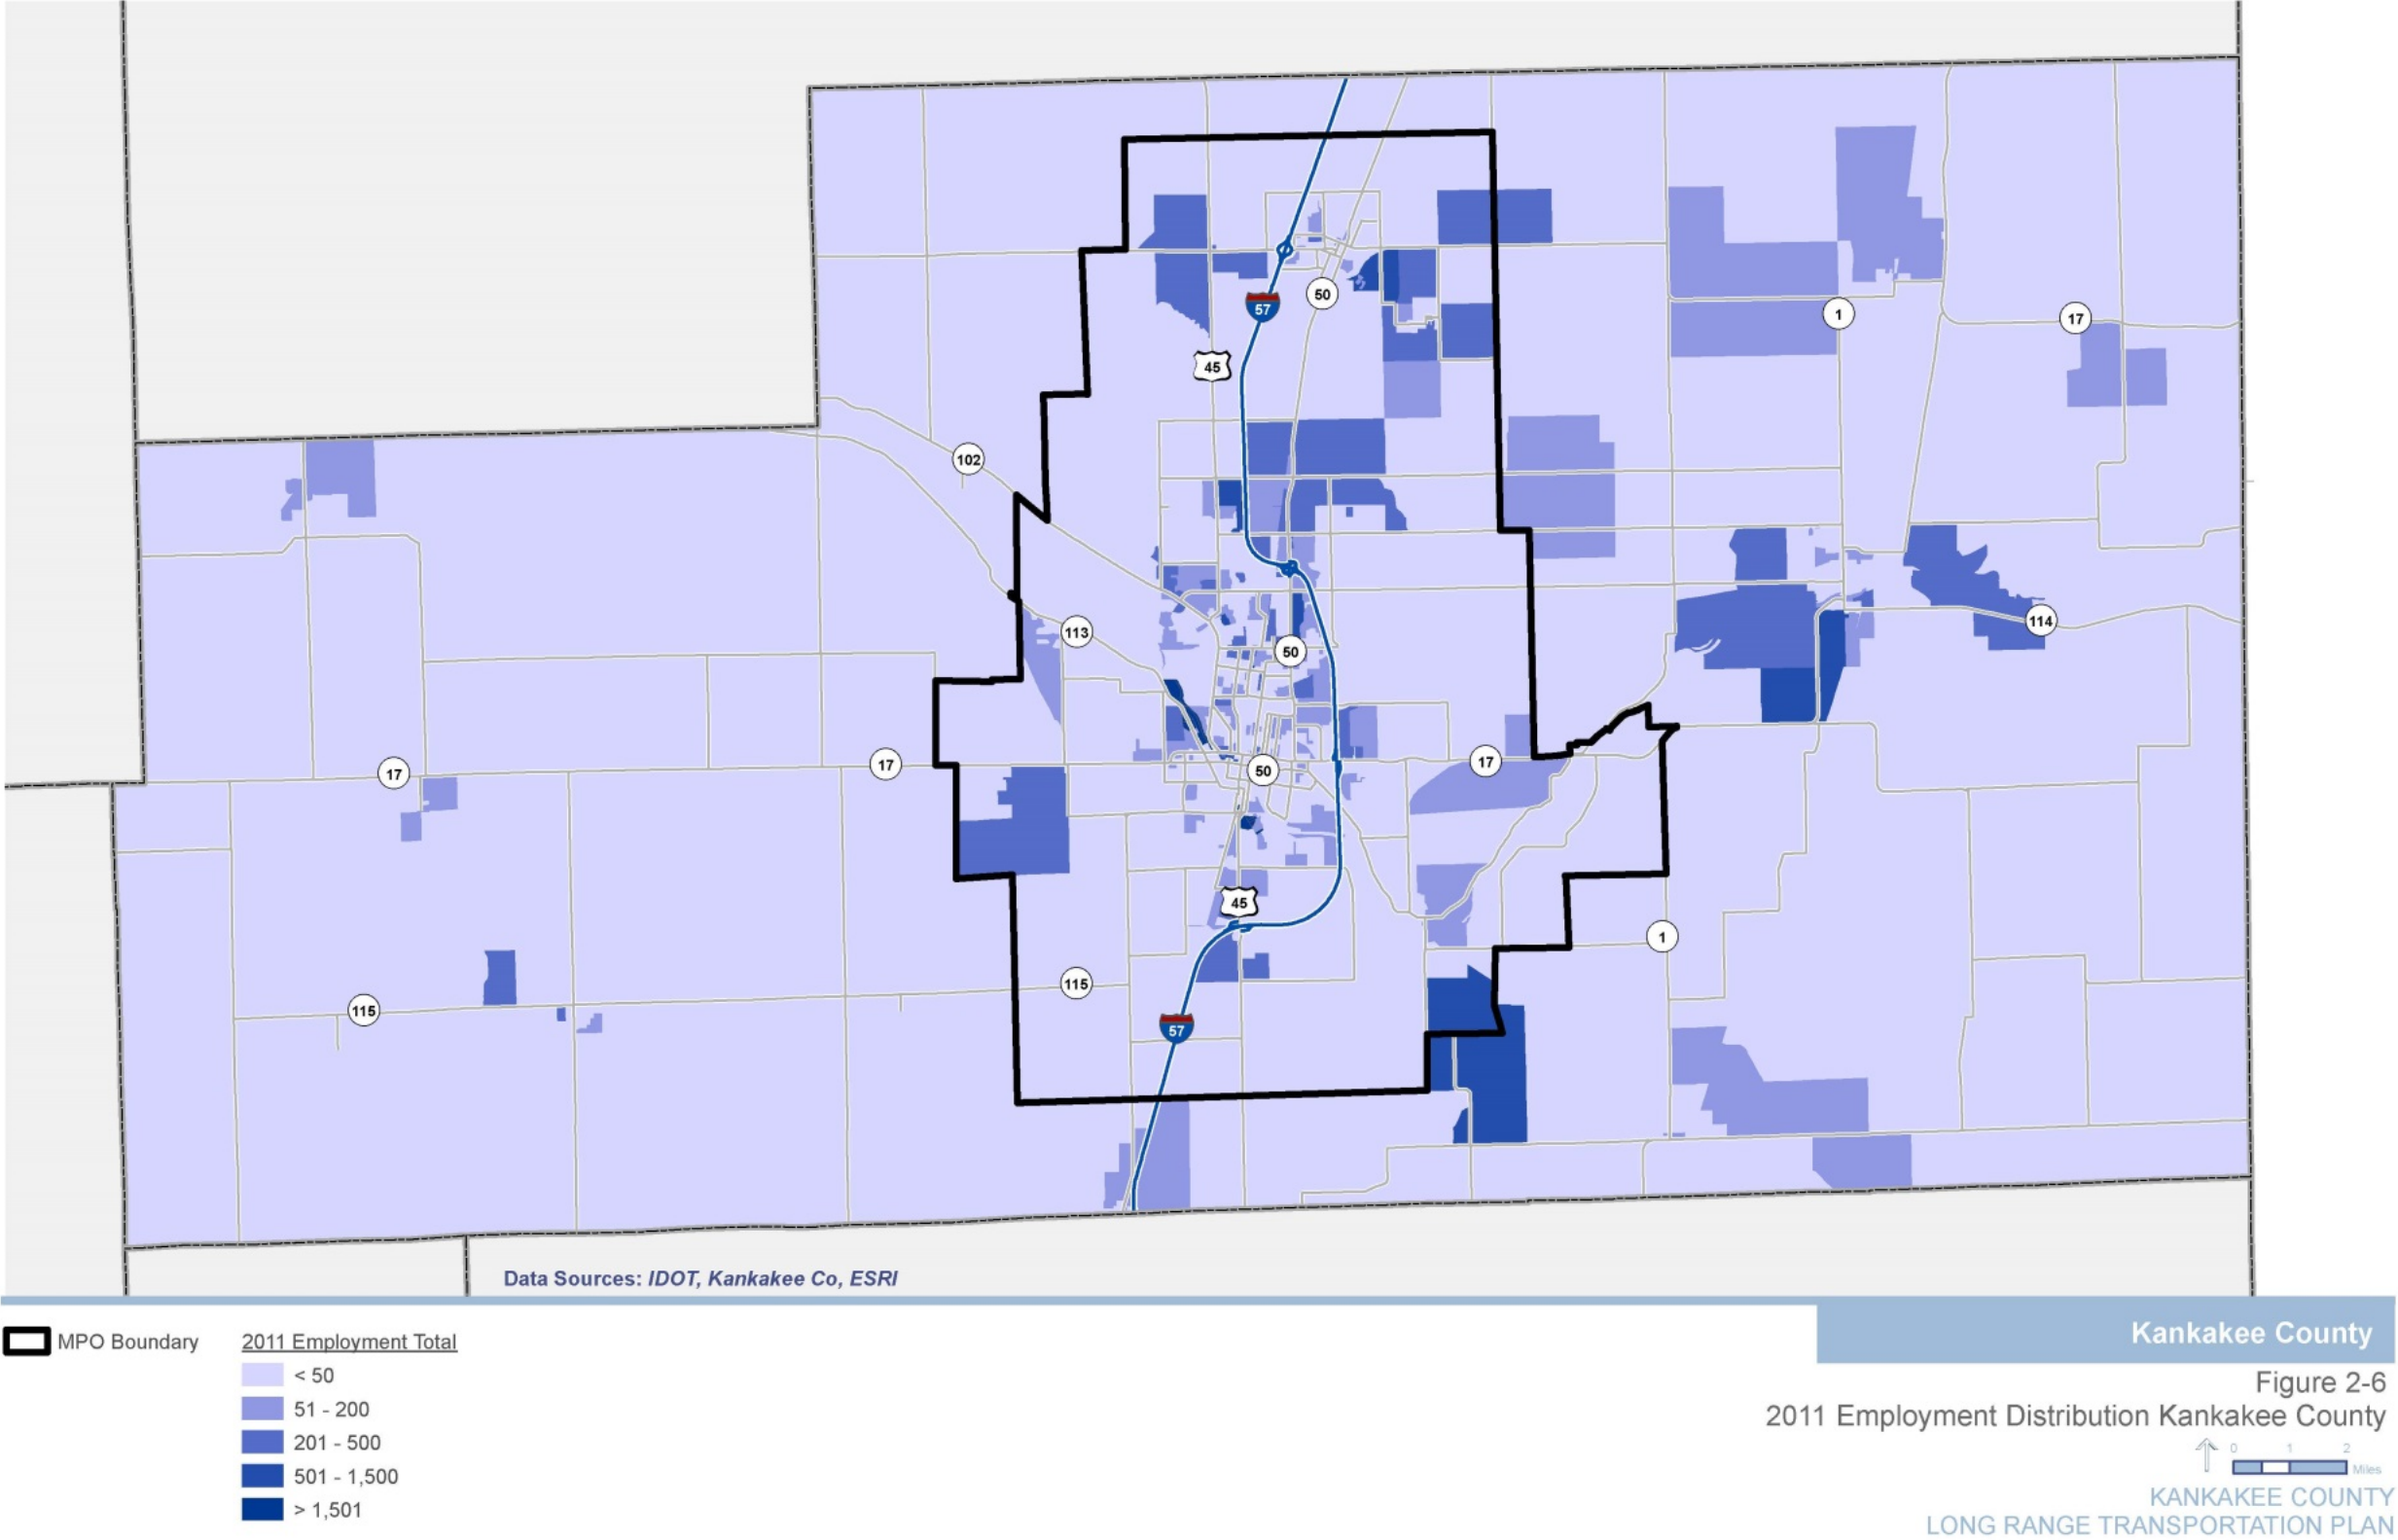 57
50
1
17
45
102
113
50
114
17
17
50
17
45
1
115
115
57
Data Sources: IDOT, Kankakee Co, ESRI
MPO Boundary
2011 Employment Total
< 50
51 - 200
201 - 500
501 - 1,500
> 1,501
Kankakee County
Figure 2-6
2011 Employment Distribution Kankakee County
0 1 2
Miles
KANKAKEE COUNTY
LONG RANGE TRANSPORTATION PLAN